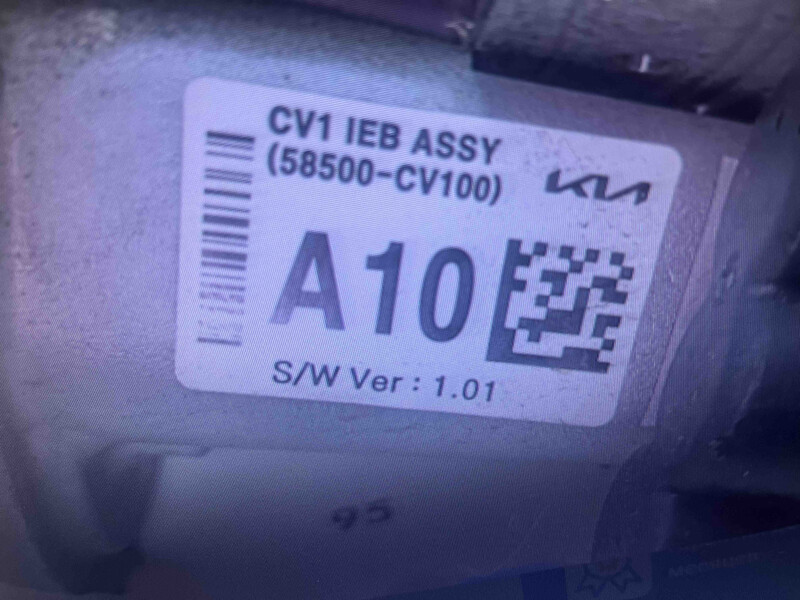 CV1 IEB ASSY
(58500-CV100)
KIA
A10
S/W Ver : 1.01
95